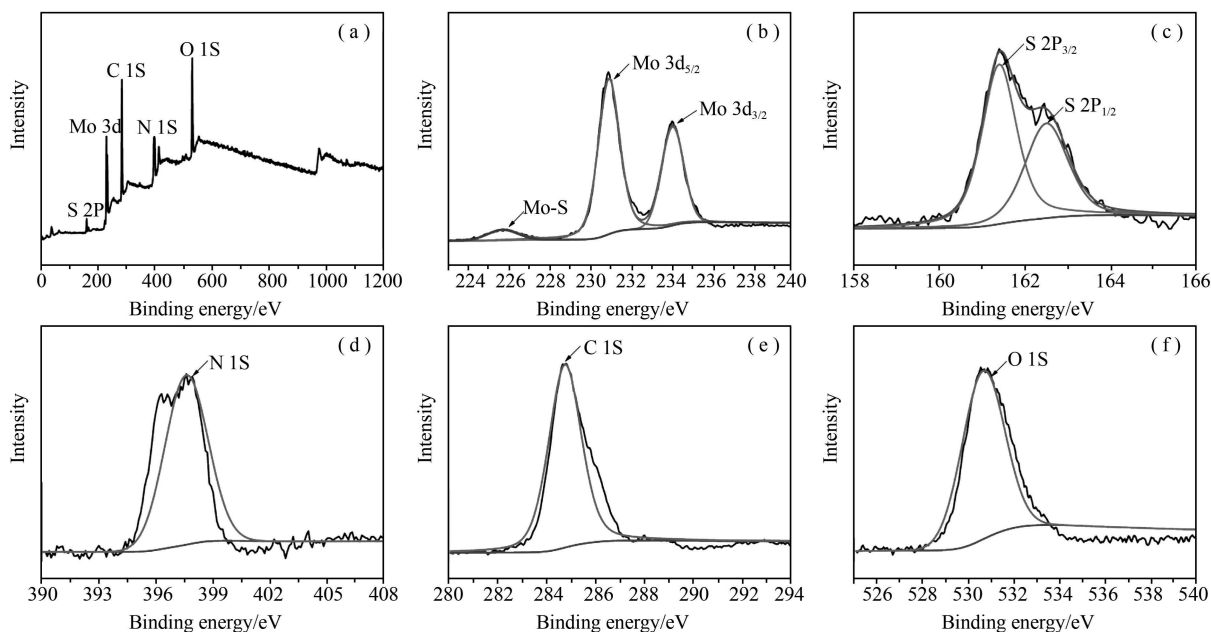 ( a )
O 1S
C 1S
Mo 3d
N 1S
S 2P
Intensity
0 200 400 600 800 1000 1200
Binding energy/eV
( b )
Mo 3d5/2
Mo 3d3/2
Mo-S
Intensity
224 226 228 230 232 234 236 238 240
Binding energy/eV
( c )
S 2P3/2
S 2P1/2
Intensity
158 160 162 164 166
Binding energy/eV
( d )
N 1S
Intensity
390 393 396 399 402 405 408
Binding energy/eV
( e )
C 1S
Intensity
280 282 284 286 288 290 292 294
Binding energy/eV
( f )
O 1S
Intensity
526 528 530 532 534 536 538 540
Binding energy/eV